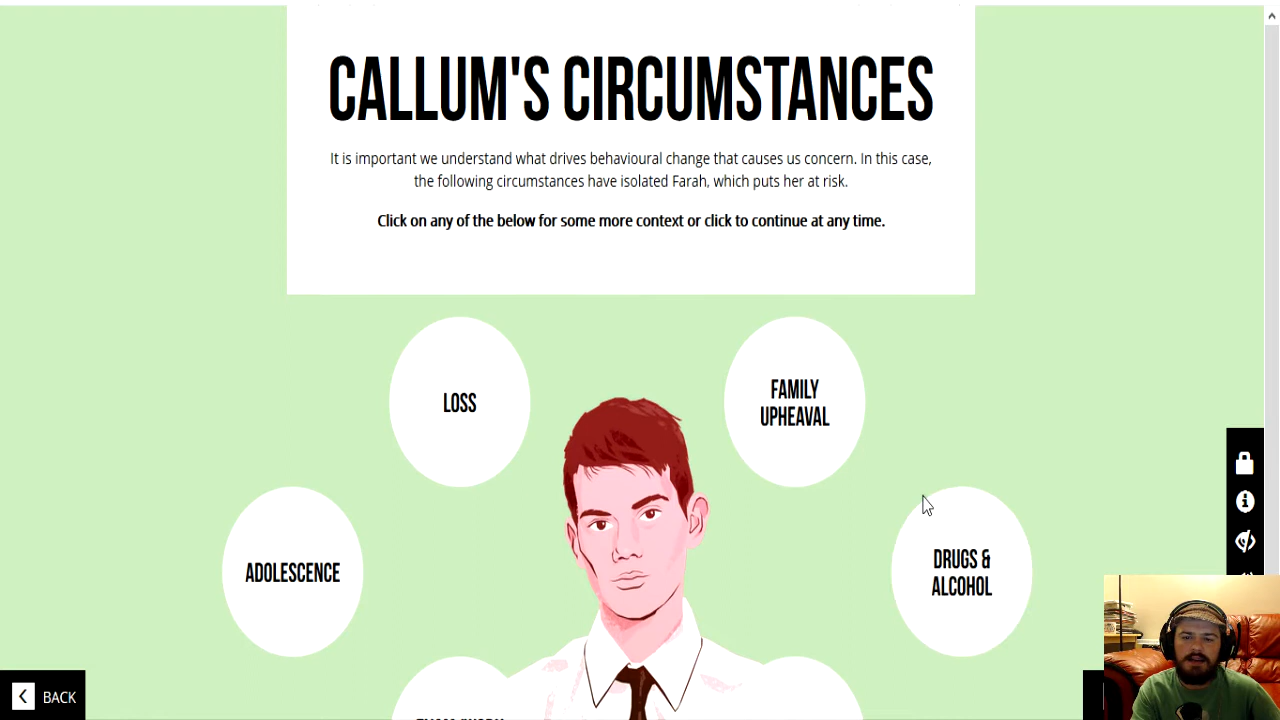 CALLUM'S CIRCUMSTANCES
It is important we understand what drives behavioural change that causes us concern. In this case,
the following circumstances have isolated Farah, which puts her at risk.
Click on any of the below for some more context or click to continue at any time.
LOSS
FAMILY
UPHEAVAL
ADOLESCENCE
DRUGS &
ALCOHOL
BACK